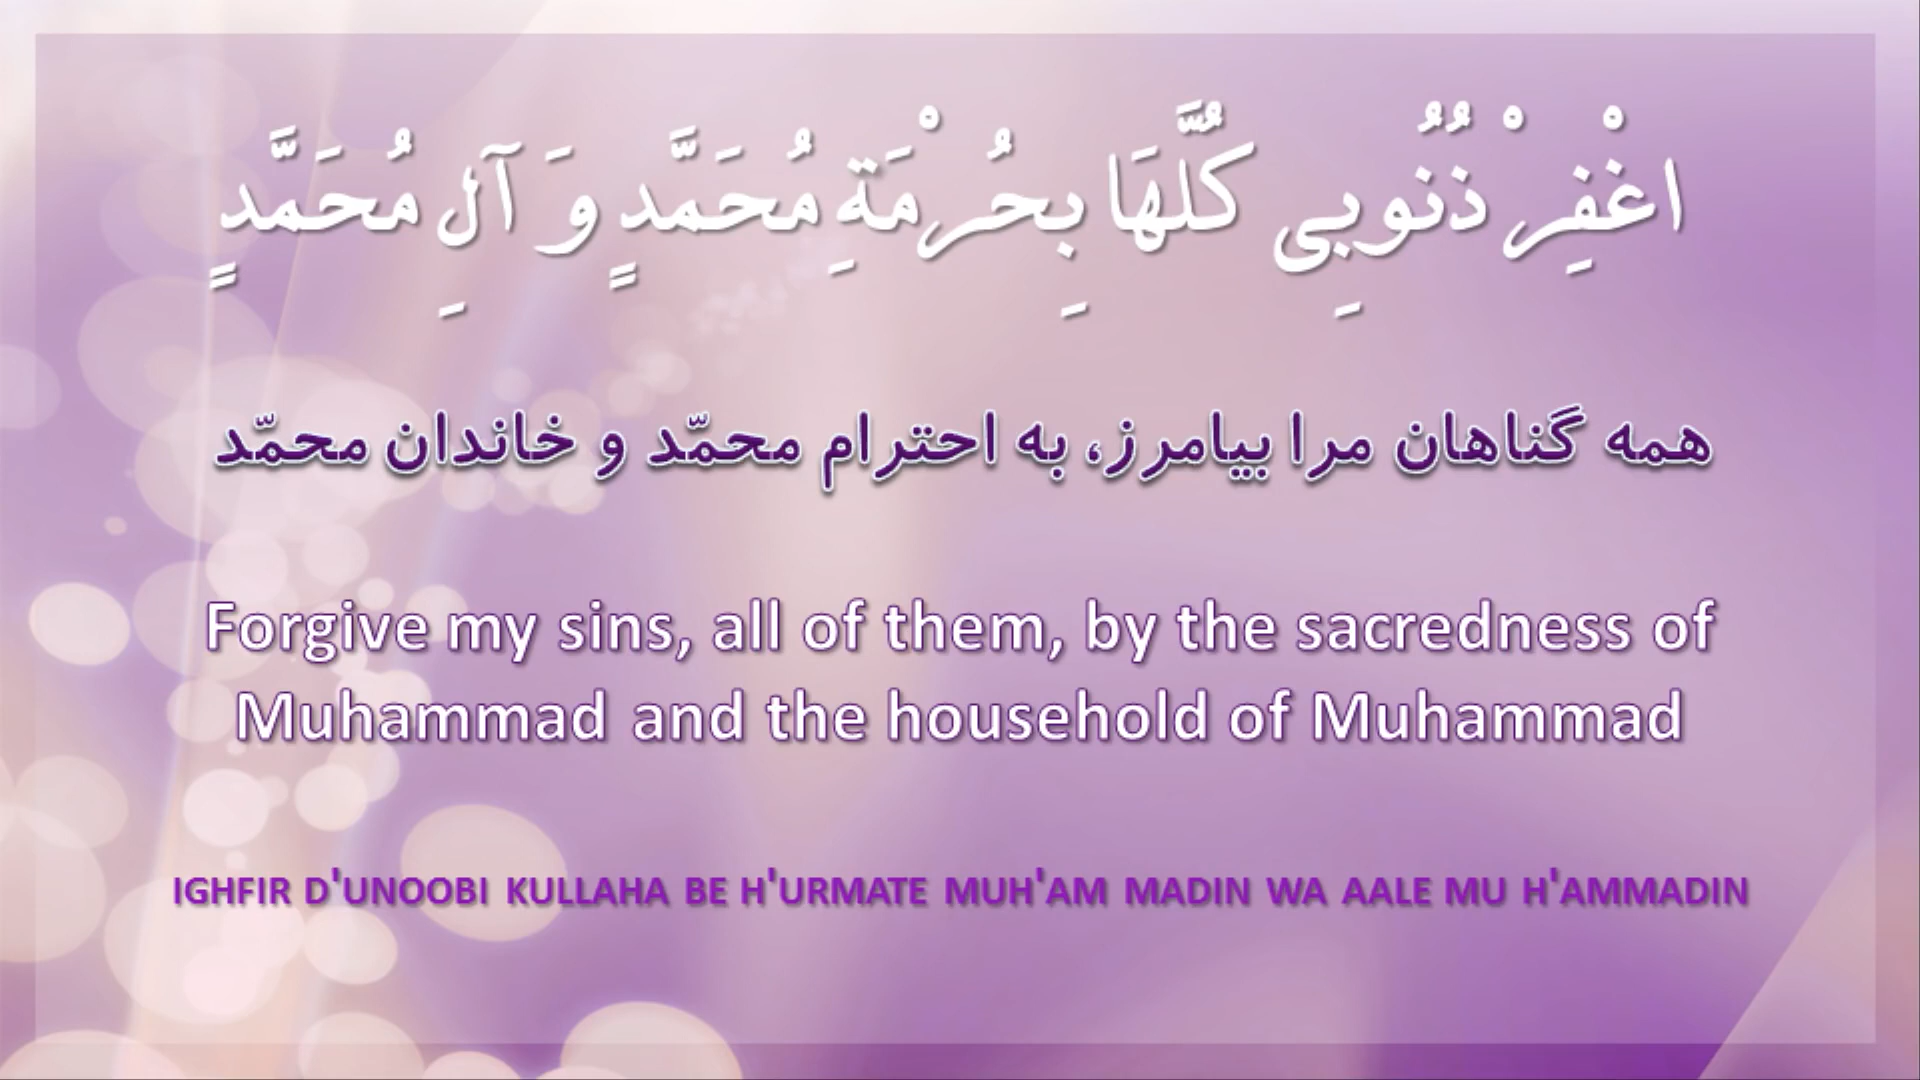 اغْفِرْ ذُنُوبِي كُلَّهَا بِحُرْمَةِ مُحَمَّدٍ وَ آلِ مُحَمَّدٍ
همه گناهان مرا بیامرز، به احترام محمّد و خاندان محمّد
Forgive my sins, all of them, by the sacredness of
Muhammad and the household of Muhammad
IGHFIR D'UNOOBI KULLAHA BE H'URMATE MUH'AM MADIN WA AALE MU H'AMMADIN